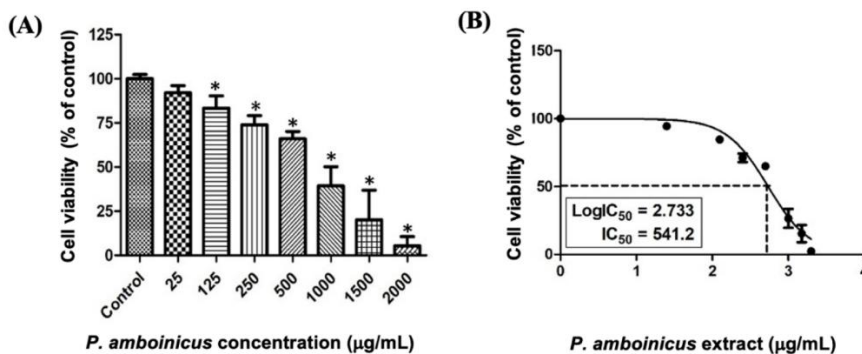 (A)
Cell viability (% of control)
125
100
75
50
25
0
* * * * * *
Control 25 125 250 500 1000 1500 2000
P. amboinicus concentration (µg/mL)
(B)
Cell viability (% of control)
150
100
50
0
LogIC50 = 2.733
IC50 = 541.2
0 1 2 3 4
P. amboinicus extract (µg/mL)